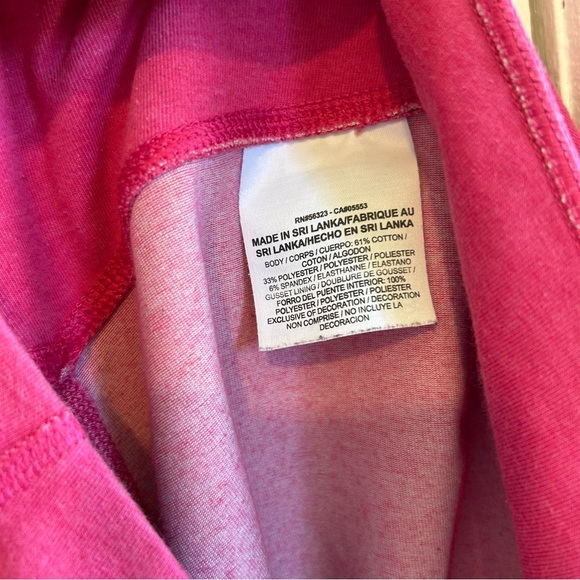 RN#56323 - CA#05553
MADE IN SRI LANKA/FABRIQUE AU
SRI LANKA/HECHO EN SRI LANKA
BODY / CORPS / CUERPO: 61% COTTON /
COTON / ALGODON
33% POLYESTER / POLYESTER / POLIESTER
6% SPANDEX / ELASTHANNE / ELASTANO
GUSSET LINING / DOUBLURE DE GOUSSET /
FORRO DEL PUENTE INTERIOR: 100%
POLYESTER / POLYESTER / POLIESTER
EXCLUSIVE OF DECORATION / DECORATION
NON COMPRISE / NO INCLUYE LA
DECORACION